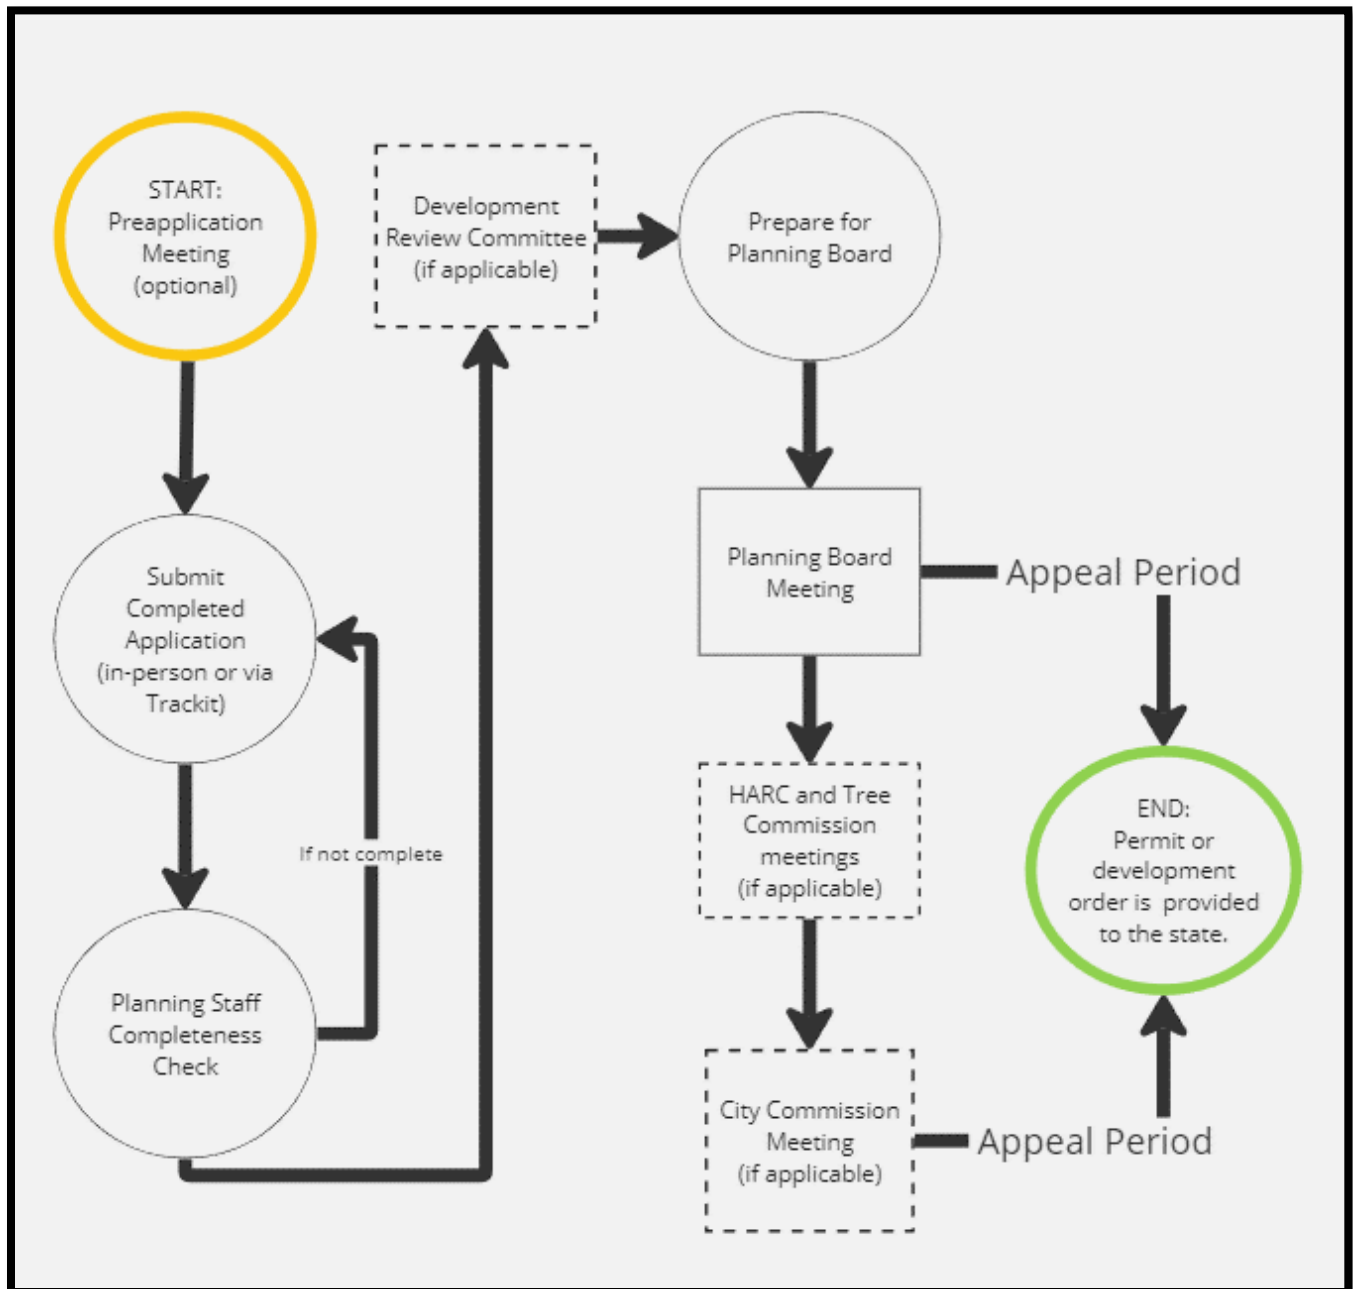 START:
Preapplication
Meeting
(optional)
Submit
Completed
Application
(in-person or via
Trackit)
If not complete
Planning Staff
Completeness
Check
Development
Review Committee
(if applicable)
Prepare for
Planning Board
Planning Board
Meeting
Appeal Period
HARC and Tree
Commission
meetings
(if applicable)
City Commission
Meeting
(if applicable)
Appeal Period
END:
Permit or
development
order is provided
to the state.